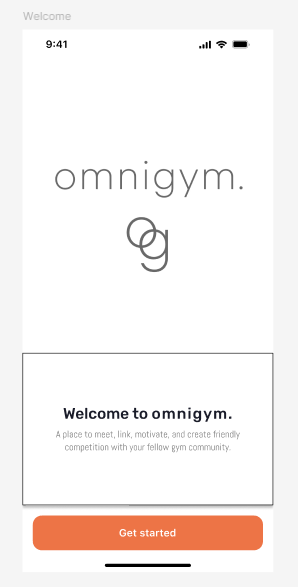 Welcome
9:41
omnigym.
og
Welcome to omnigym.
A place to meet, link, motivate, and create friendly
competition with your fellow gym community.
Get started